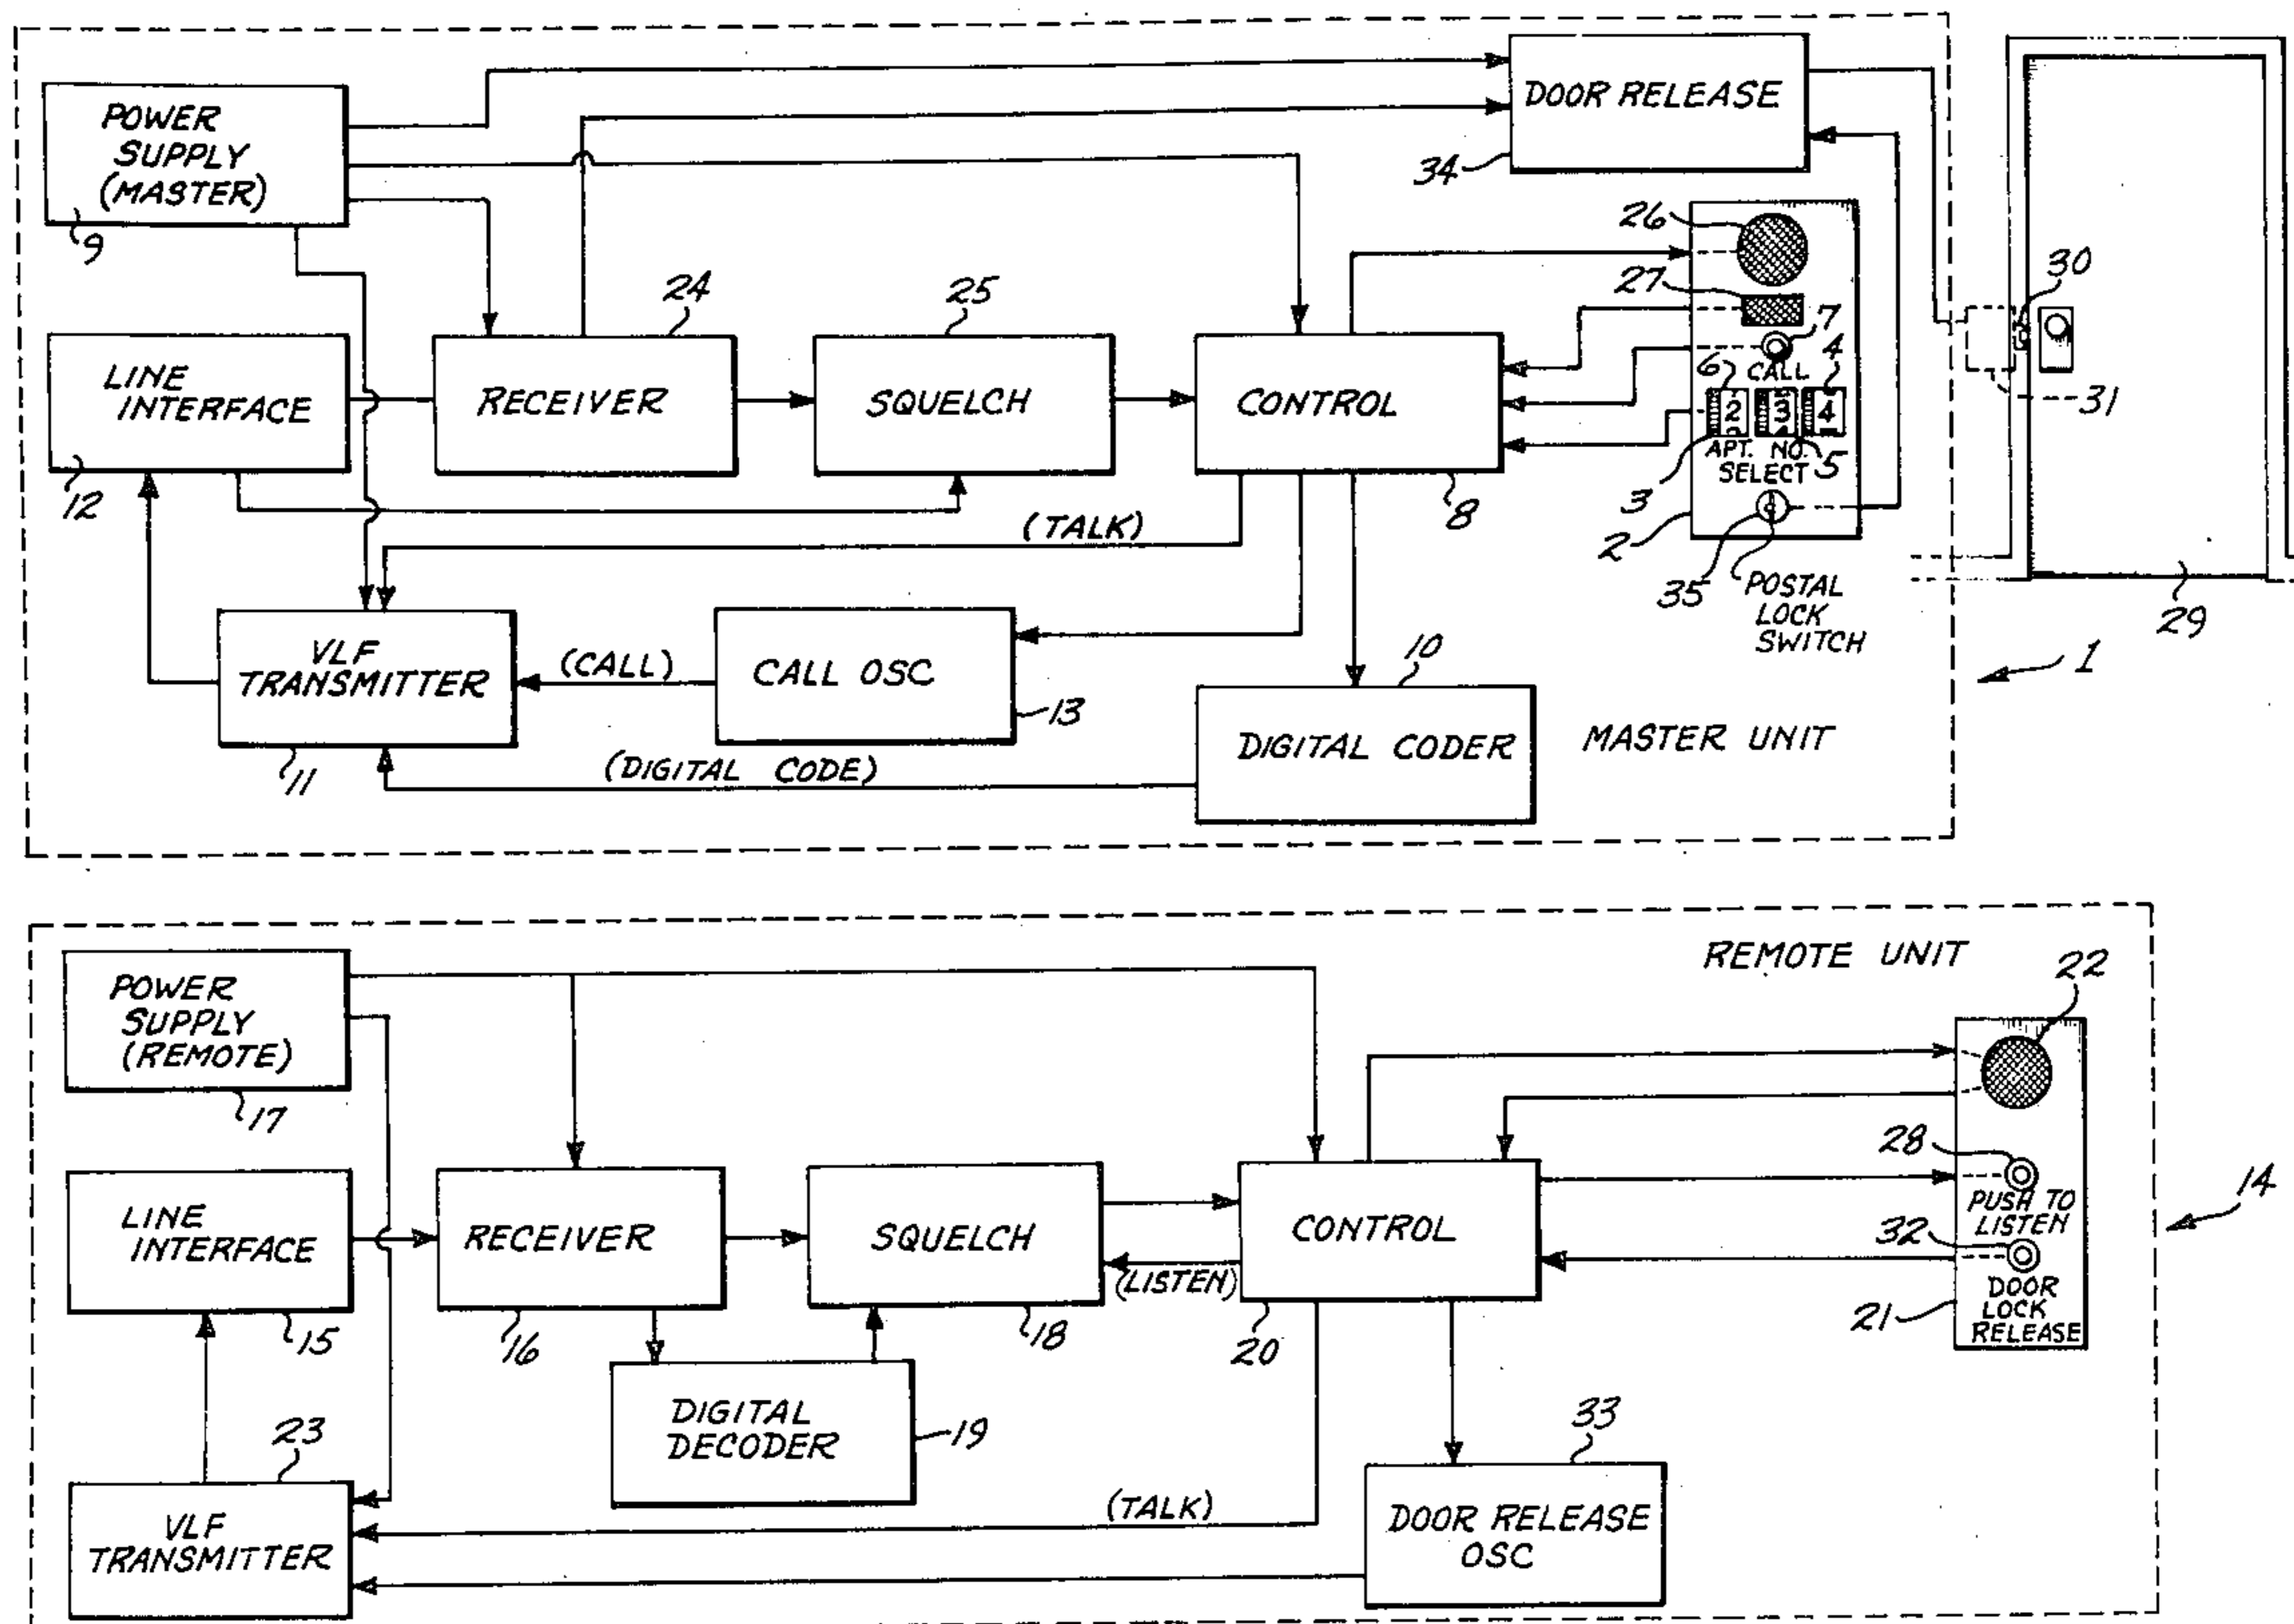 POWER
SUPPLY
(MASTER)
9
DOOR RELEASE
34
26
27
7
6
4
CALL
2 3 4
APT. NO.
SELECT
3
5
2
35
POSTAL
LOCK
SWITCH
30
31
29
1
LINE
INTERFACE
12
24
RECEIVER
25
SQUELCH
CONTROL
8
(TALK)
VLF
TRANSMITTER
11
(CALL)
CALL OSC
13
10
DIGITAL CODER
(DIGITAL CODE)
MASTER UNIT
REMOTE UNIT
POWER
SUPPLY
(REMOTE)
17
22
28
PUSH TO
LISTEN
32
DOOR
LOCK
RELEASE
21
14
LINE
INTERFACE
15
RECEIVER
16
SQUELCH
18
(LISTEN)
CONTROL
20
DIGITAL
DECODER
19
23
VLF
TRANSMITTER
(TALK)
33
DOOR RELEASE
OSC